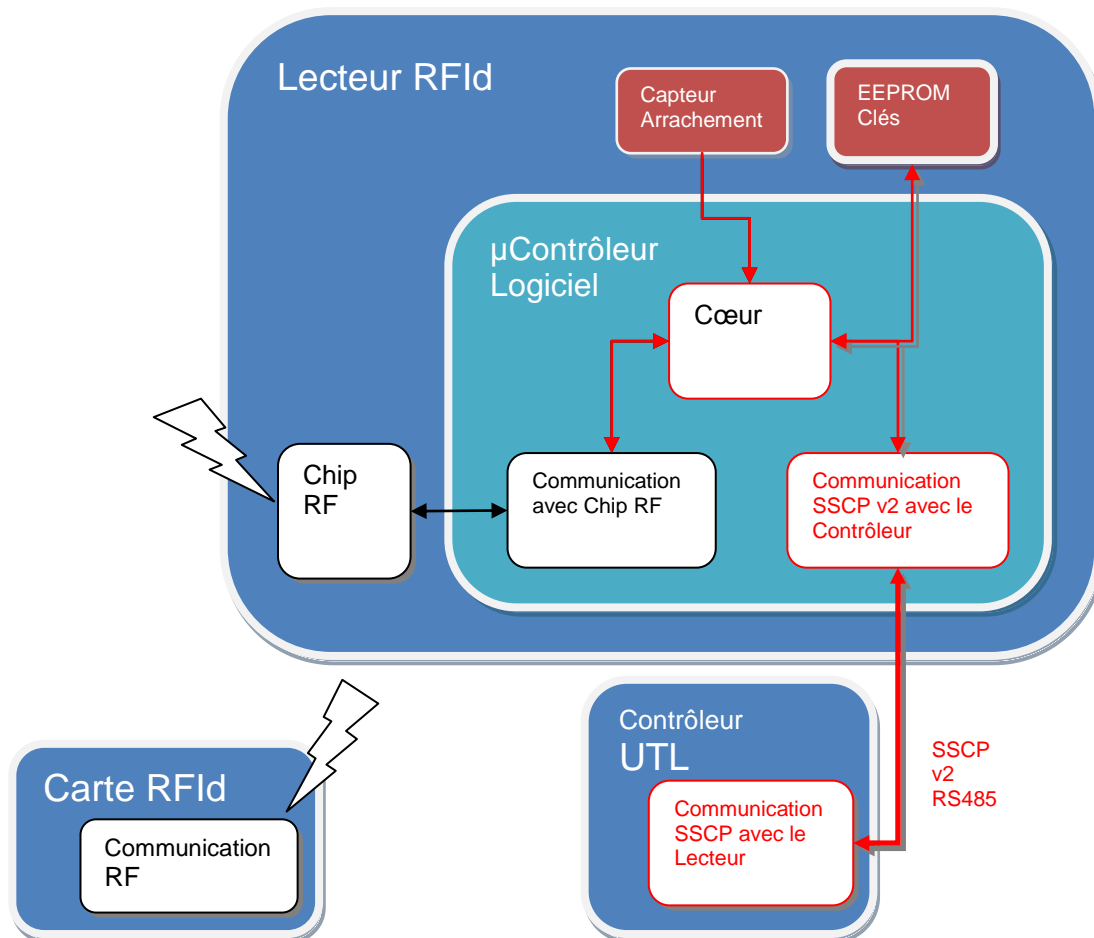 Lecteur RFId
Capteur
Arrachement
EEPROM
Clés
µContrôleur
Logiciel
Cœur
Chip
RF
Communication
avec Chip RF
Communication
SSCP v2 avec le
Contrôleur
Contrôleur
UTL
SSCP
v2
RS485
Communication
SSCP avec le
Lecteur
Carte RFId
Communication
RF